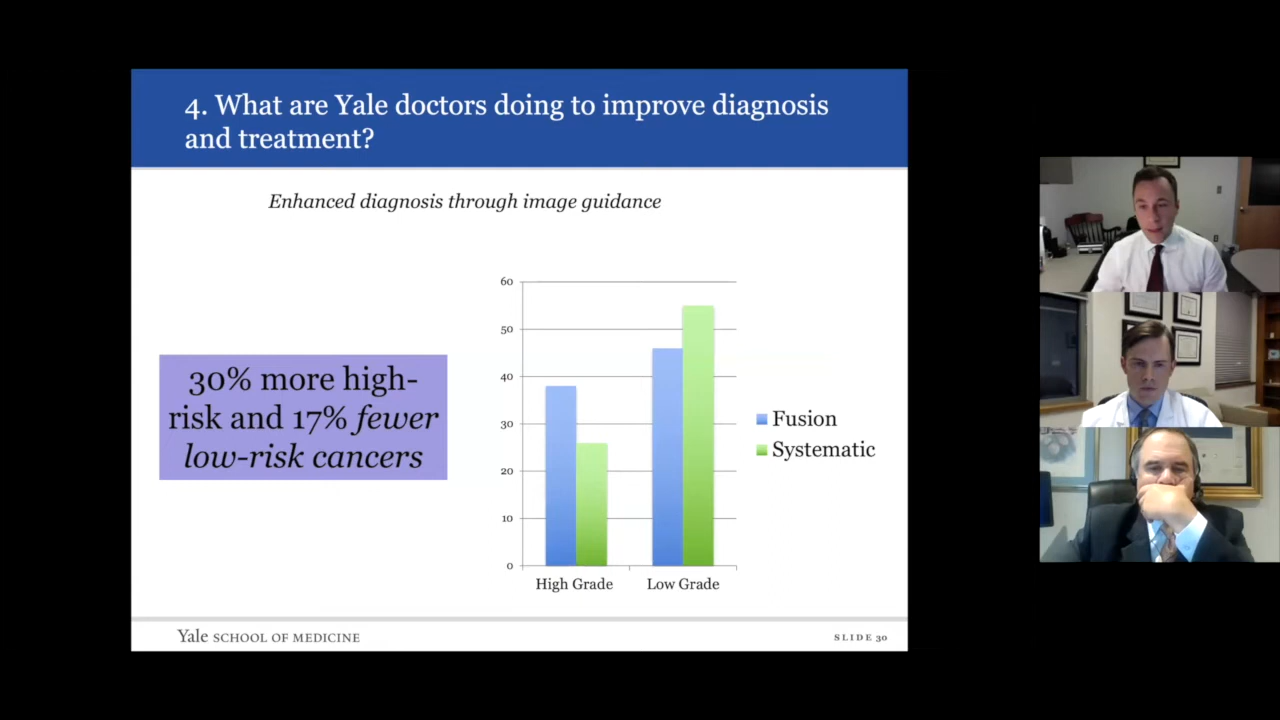 4. What are Yale doctors doing to improve diagnosis
and treatment?
Enhanced diagnosis through image guidance
30% more high-
risk and 17% fewer
low-risk cancers
60
50
40
30
20
10
0
High Grade
Low Grade
Fusion
Systematic
Yale SCHOOL OF MEDICINE
SLIDE 30